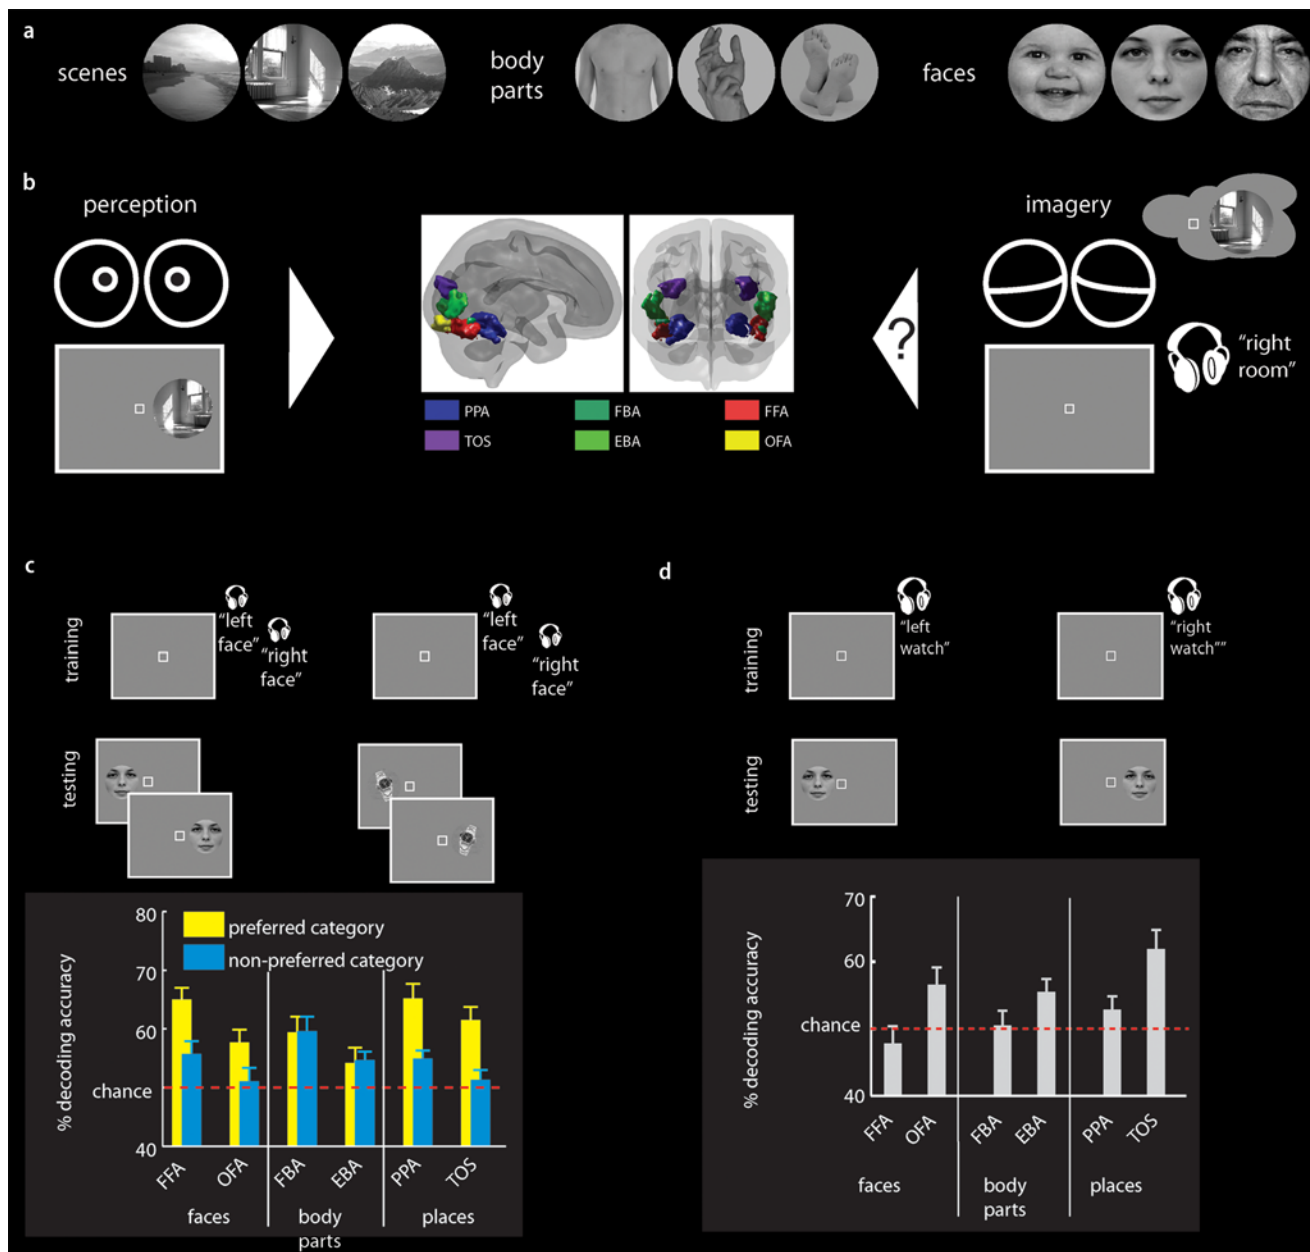 a
scenes
body
parts
faces
b
perception
imagery
?
"right
room"
PPA
FBA
FFA
TOS
EBA
OFA
c
training
"left
face"
"right
face"
"left
face"
"right
face"
testing
80
preferred category
non-preferred category
70
60
chance
40
% decoding accuracy
FFA
OFA
FBA
EBA
PPA
TOS
faces
body
parts
places
d
training
"left
watch"
"right
watch""
testing
70
60
chance
40
% decoding accuracy
FFA
OFA
FBA
EBA
PPA
TOS
faces
body
parts
places